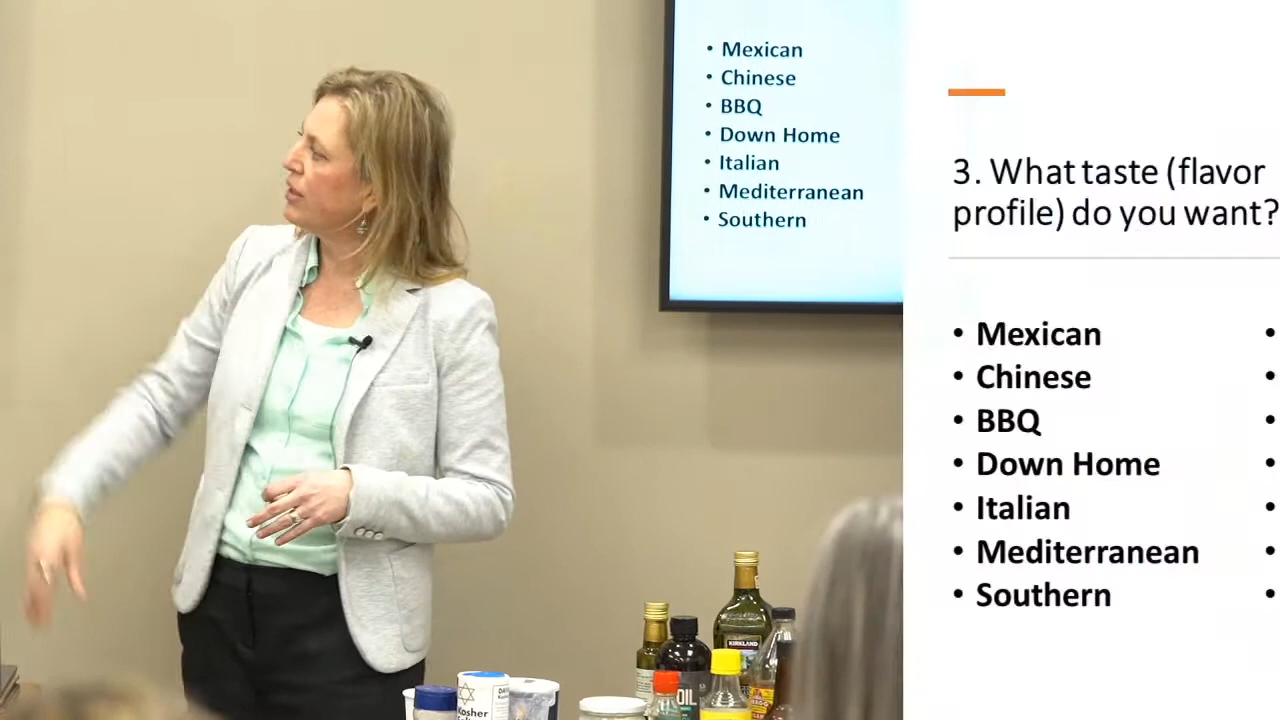 • Mexican
• Chinese
• BBQ
• Down Home
• Italian
• Mediterranean
• Southern
3. What taste (flavor
profile) do you want?
• Mexican
• Chinese
• BBQ
• Down Home
• Italian
• Mediterranean
• Southern
KIRKLAND
OIL
BRAGG
Kosher